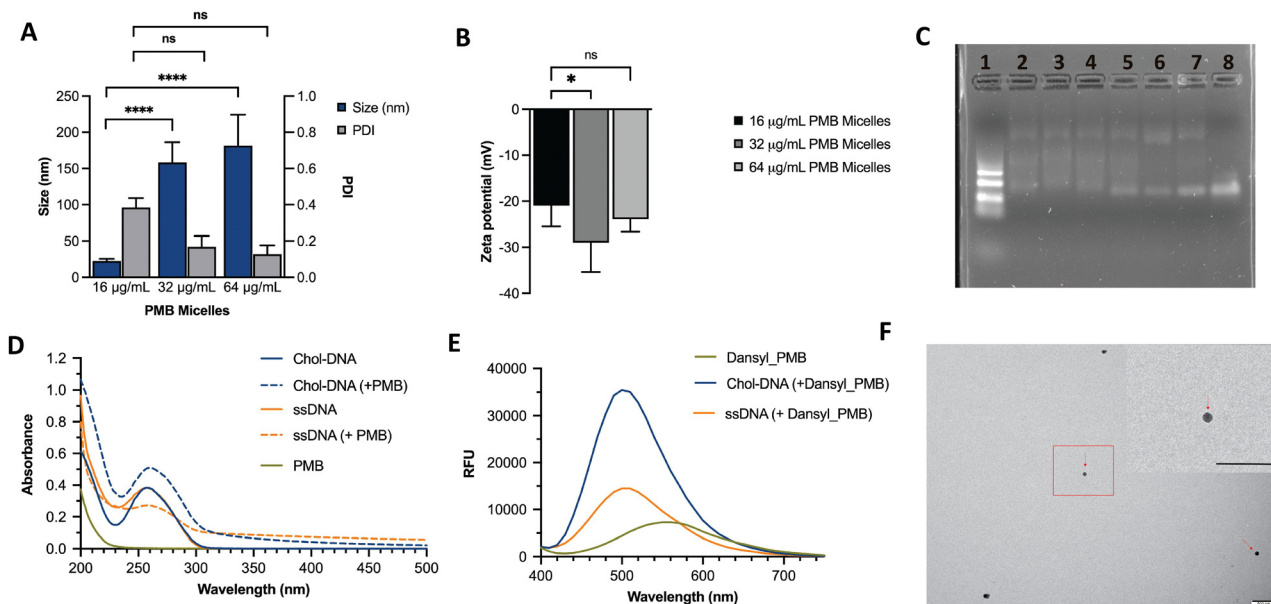 A
ns
ns
****
****
Size (nm)
PDI
250
200
150
100
50
0
Size (nm)
1.0
0.8
0.6
0.4
0.2
0.0
PDI
16 µg/mL 32 µg/mL 64 µg/mL
PMB Micelles
B
ns
*
0
-10
-20
-30
-40
Zeta potential (mV)
16 µg/mL PMB Micelles
32 µg/mL PMB Micelles
64 µg/mL PMB Micelles
C
1 2 3 4 5 6 7 8
D
1.2
1.0
0.8
0.6
0.4
0.2
0.0
Absorbance
200 250 300 350 400 450 500
Wavelength (nm)
Chol-DNA
Chol-DNA (+PMB)
ssDNA
ssDNA (+ PMB)
PMB
E
40000
30000
20000
10000
0
RFU
400 500 600 700
Wavelength (nm)
Dansyl_PMB
Chol-DNA (+Dansyl_PMB)
ssDNA (+ Dansyl_PMB)
F